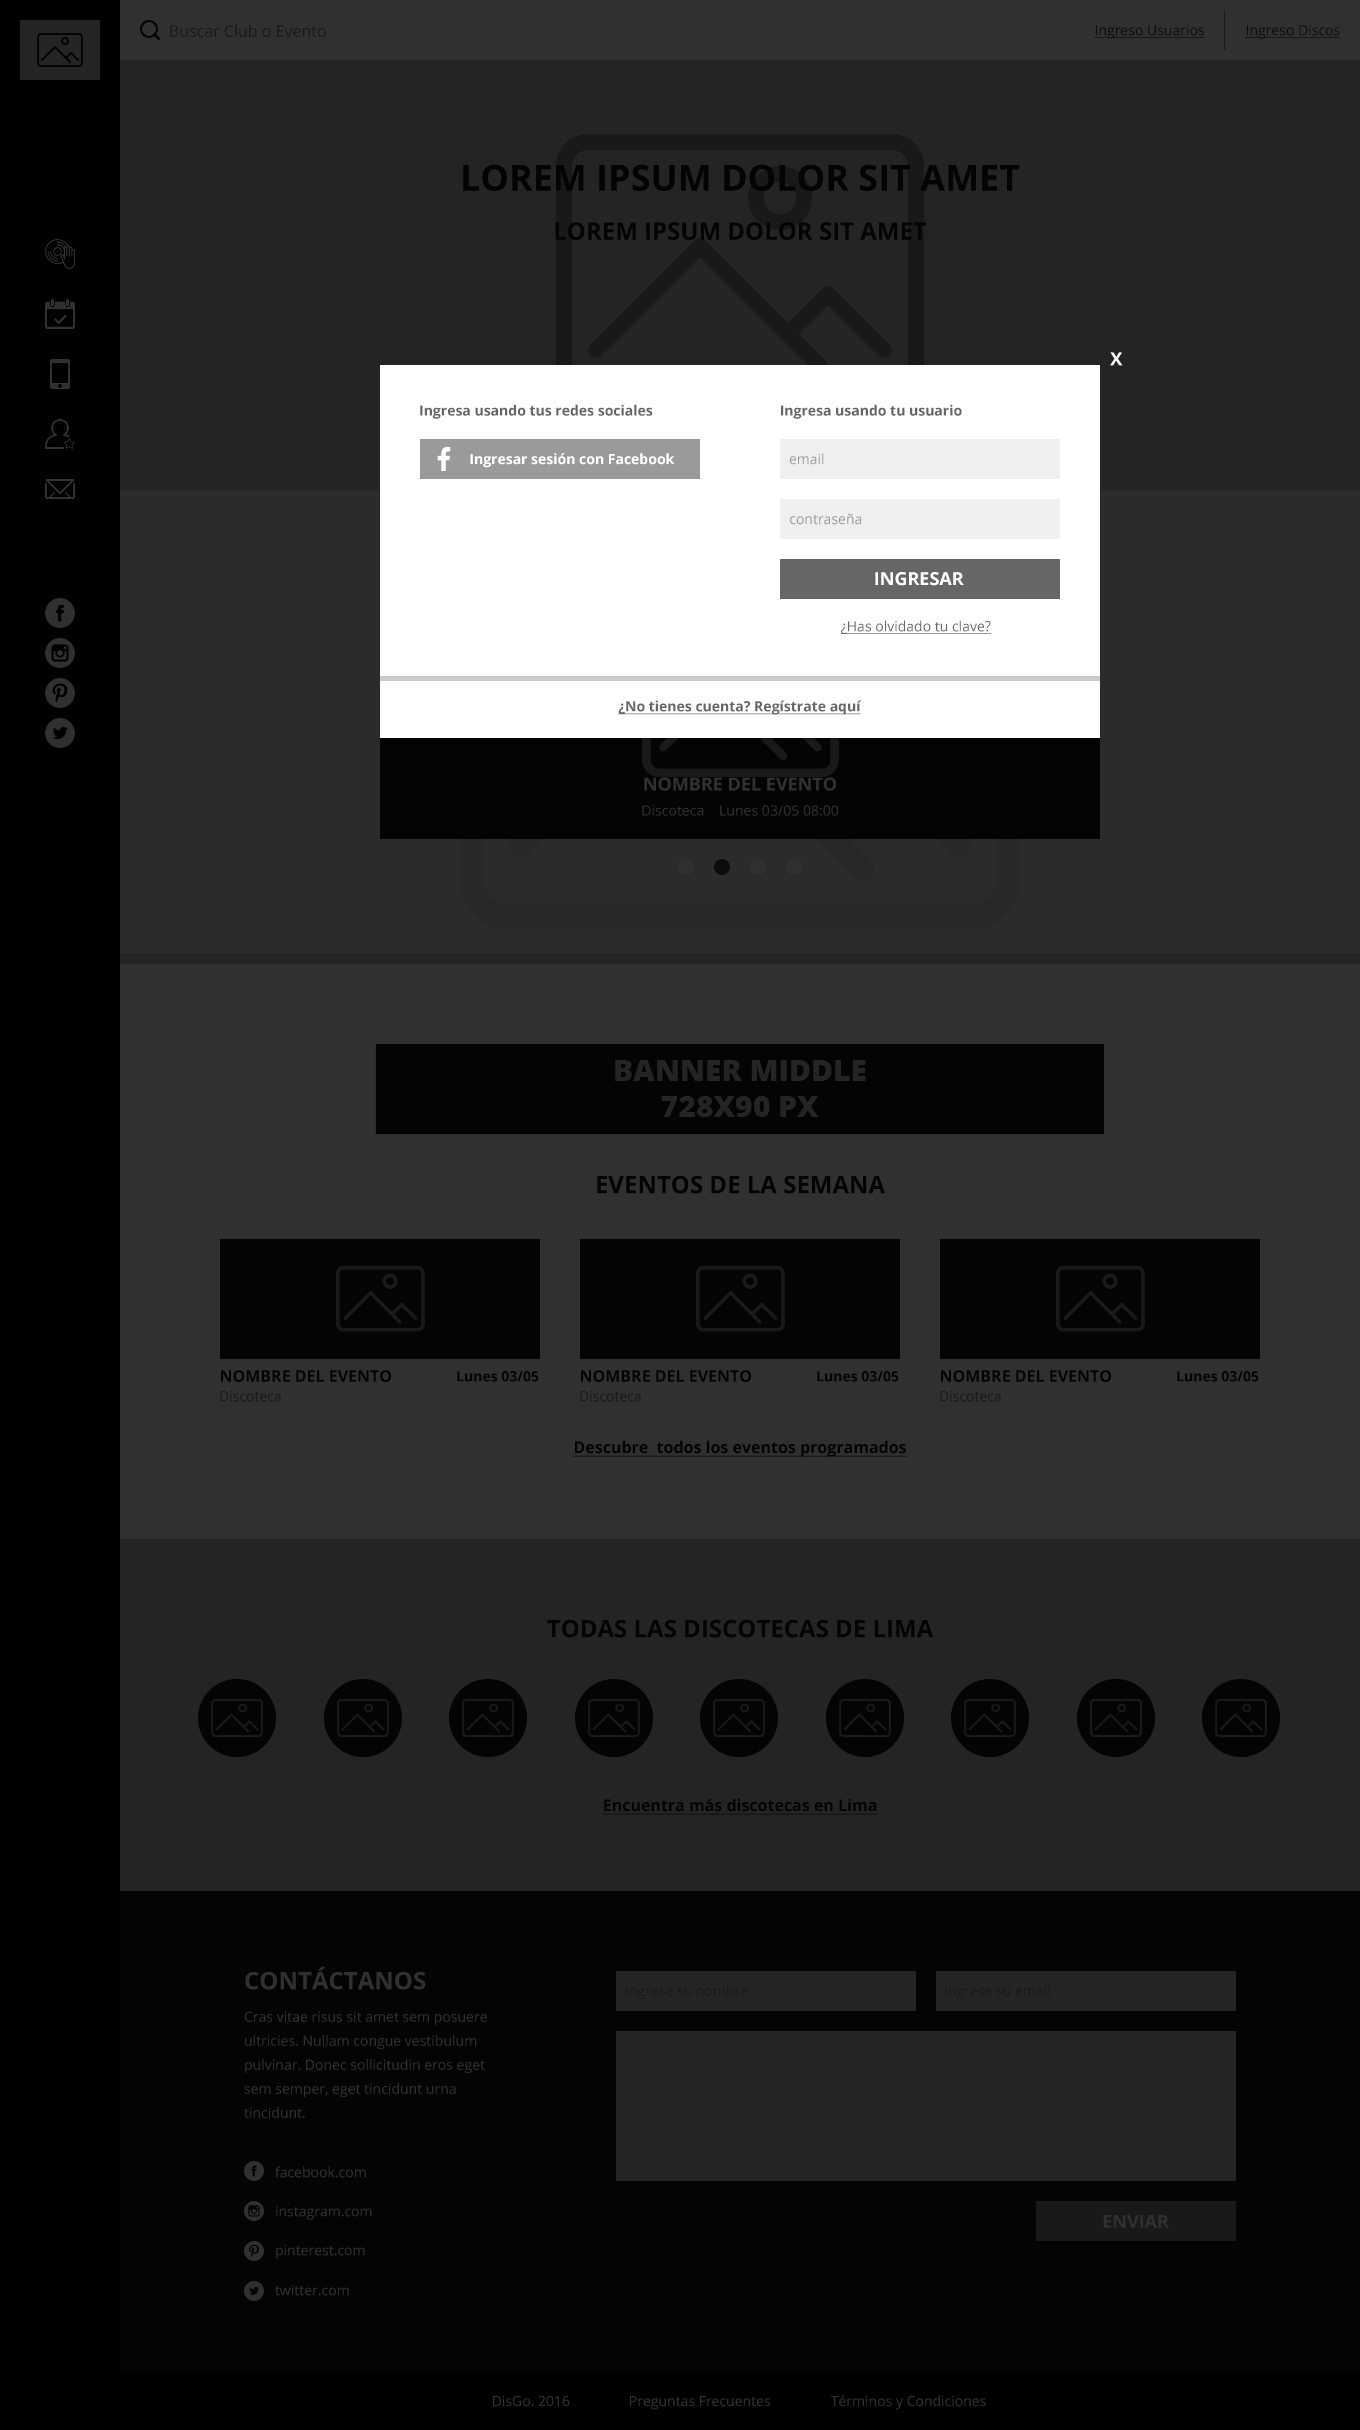 Buscar Club o Evento
Ingreso Usuarios
Ingreso Discos
LOREM IPSUM DOLOR SIT AMET
LOREM IPSUM DOLOR SIT AMET
X
Ingresa usando tus redes sociales
Ingresar sesión con Facebook
Ingresa usando tu usuario
email
contraseña
INGRESAR
¿Has olvidado tu clave?
¿No tienes cuenta? Regístrate aquí
NOMBRE DEL EVENTO
Discoteca Lunes 03/05 08:00
BANNER MIDDLE
728X90 PX
EVENTOS DE LA SEMANA
NOMBRE DEL EVENTO Lunes 03/05
Discoteca
NOMBRE DEL EVENTO Lunes 03/05
Discoteca
NOMBRE DEL EVENTO Lunes 03/05
Discoteca
Descubre todos los eventos programados
TODAS LAS DISCOTECAS DE LIMA
Encuentra más discotecas en Lima
CONTÁCTANOS
Cras vitae risus sit amet sem posuere
ultricies. Nullam congue vestibulum
pulvinar. Donec sollicitudin eros eget
sem semper, eget tincidunt urna
tincidunt.
facebook.com
instagram.com
pinterest.com
twitter.com
Ingrese su nombre
Ingrese su email
ENVIAR
DisGo. 2016
Preguntas Frecuentes
Términos y Condiciones